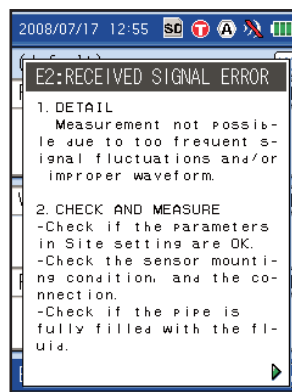 2008/07/17 12:55 SD T A
E2:RECEIVED SIGNAL ERROR
1. DETAIL
Measurement not possib-
le due to too frequent s-
ignal fluctuations and/or
improper waveform.
2. CHECK AND MEASURE
-Check if the parameters
in Site setting are OK.
-Check the sensor mounti-
ng condition, and the co-
nnection.
-Check if the pipe is
fully filled with the fl-
uid.